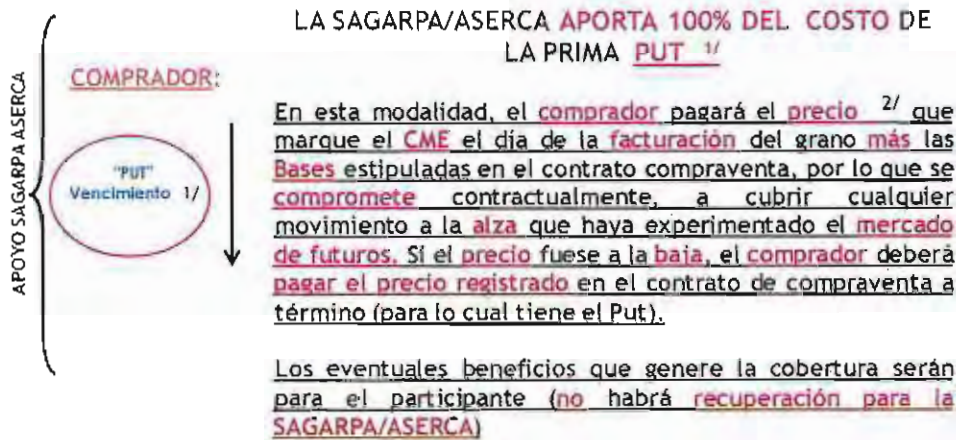 LA SAGARPA/ASERCA APORTA 100% DEL COSTO DE
LA PRIMA PUT 1/
APOYO SAGARPA ASERCA
COMPRADOR:
"PUT"
Vencimiento 1/
En esta modalidad, el comprador pagará el precio 2/ que
marque el CME el día de la facturación del grano más las
Bases estipuladas en el contrato compraventa, por lo que se
compromete contractualmente, a cubrir cualquier
movimiento a la alza que haya experimentado el mercado
de futuros. Sí el precio fuese a la baja, el comprador deberá
pagar el precio registrado en el contrato de compraventa a
término (para lo cual tiene el Put).
Los eventuales beneficios que genere la cobertura serán
para el participante (no habrá recuperación para la
SAGARPA/ASERCA)